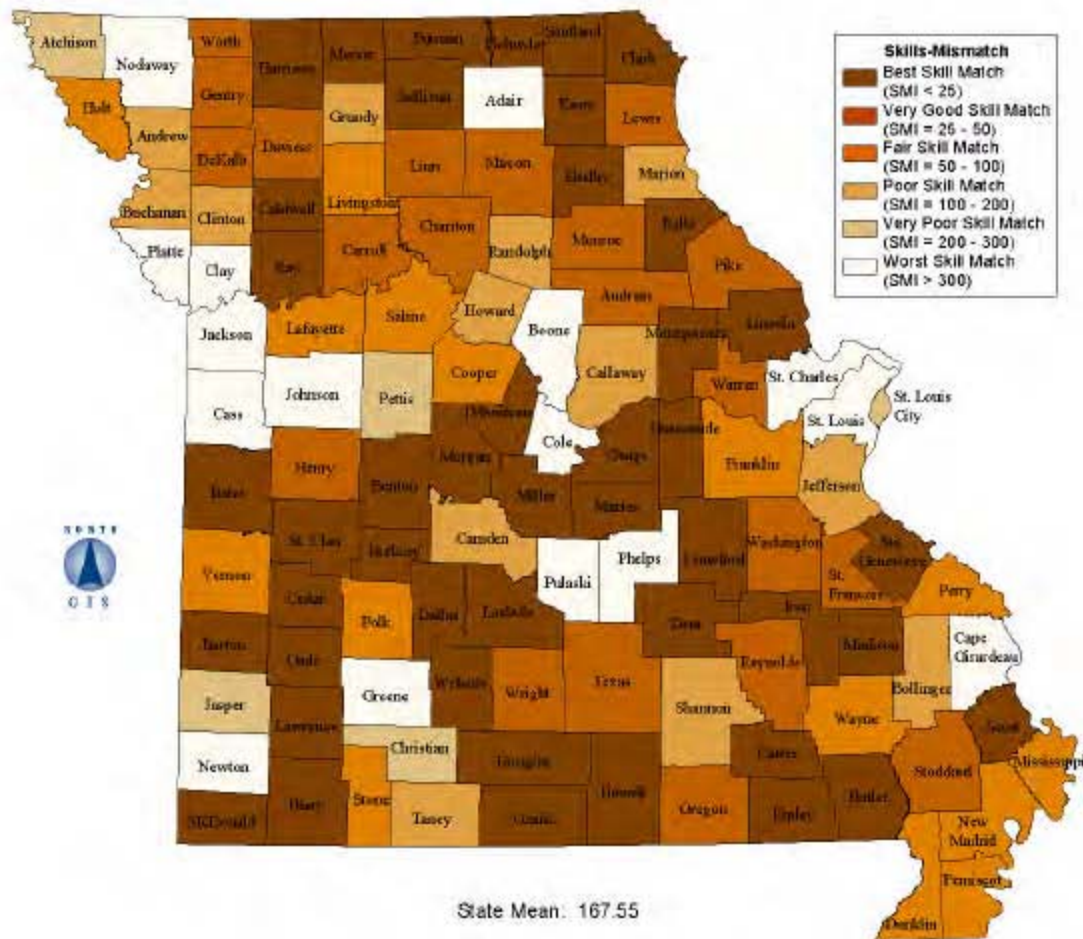 Skills-Mismatch
Best Skill Match
(SMI < 25)
Very Good Skill Match
(SMI = 25 - 50)
Fair Skill Match
(SMI = 50 - 100)
Poor Skill Match
(SMI = 100 - 200)
Very Poor Skill Match
(SMI = 200 - 300)
Worst Skill Match
(SMI > 300)
Atchison
Nodaway
Worth
Harrison
Mercer
Putnam
Schuyler
Scotland
Clark
Holt
Gentry
Grundy
Sullivan
Adair
Knox
Lewis
Andrew
DeKalb
Daviess
Linn
Macon
Shelby
Marion
Buchanan
Clinton
Caldwell
Livingston
Chariton
Randolph
Monroe
Ralls
Pike
Platte
Clay
Ray
Carroll
Howard
Audrain
Jackson
Lafayette
Saline
Boone
Callaway
Montgomery
Lincoln
Cass
Johnson
Pettis
Cooper
Cole
Warren
St. Charles
St. Louis
St. Louis
City
Bates
Henry
Benton
Morgan
Miller
Osage
Maries
Franklin
Jefferson
Vernon
St. Clair
Hickory
Camden
Pulaski
Phelps
Crawford
Washington
St.
Francois
Ste.
Genevieve
Perry
Barton
Cedar
Polk
Dallas
Laclede
Dent
Iron
Madison
Cape
Girardeau
Jasper
Dade
Greene
Webster
Wright
Texas
Shannon
Reynolds
Wayne
Bollinger
Scott
Newton
Lawrence
Christian
Douglas
Howell
Carter
Butler
Stoddard
Mississippi
McDonald
Barry
Stone
Taney
Ozark
Oregon
Ripley
New
Madrid
Pemiscot
Dunklin
NORTH
GIS
State Mean: 167.55